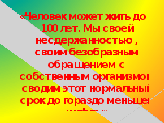 «Человек может жить до
100 лет. Мы своей
несдержанностью ,
своим безобразным
обращением с
собственным организмом
сводим этот нормальный
срок до гораздо меньшей